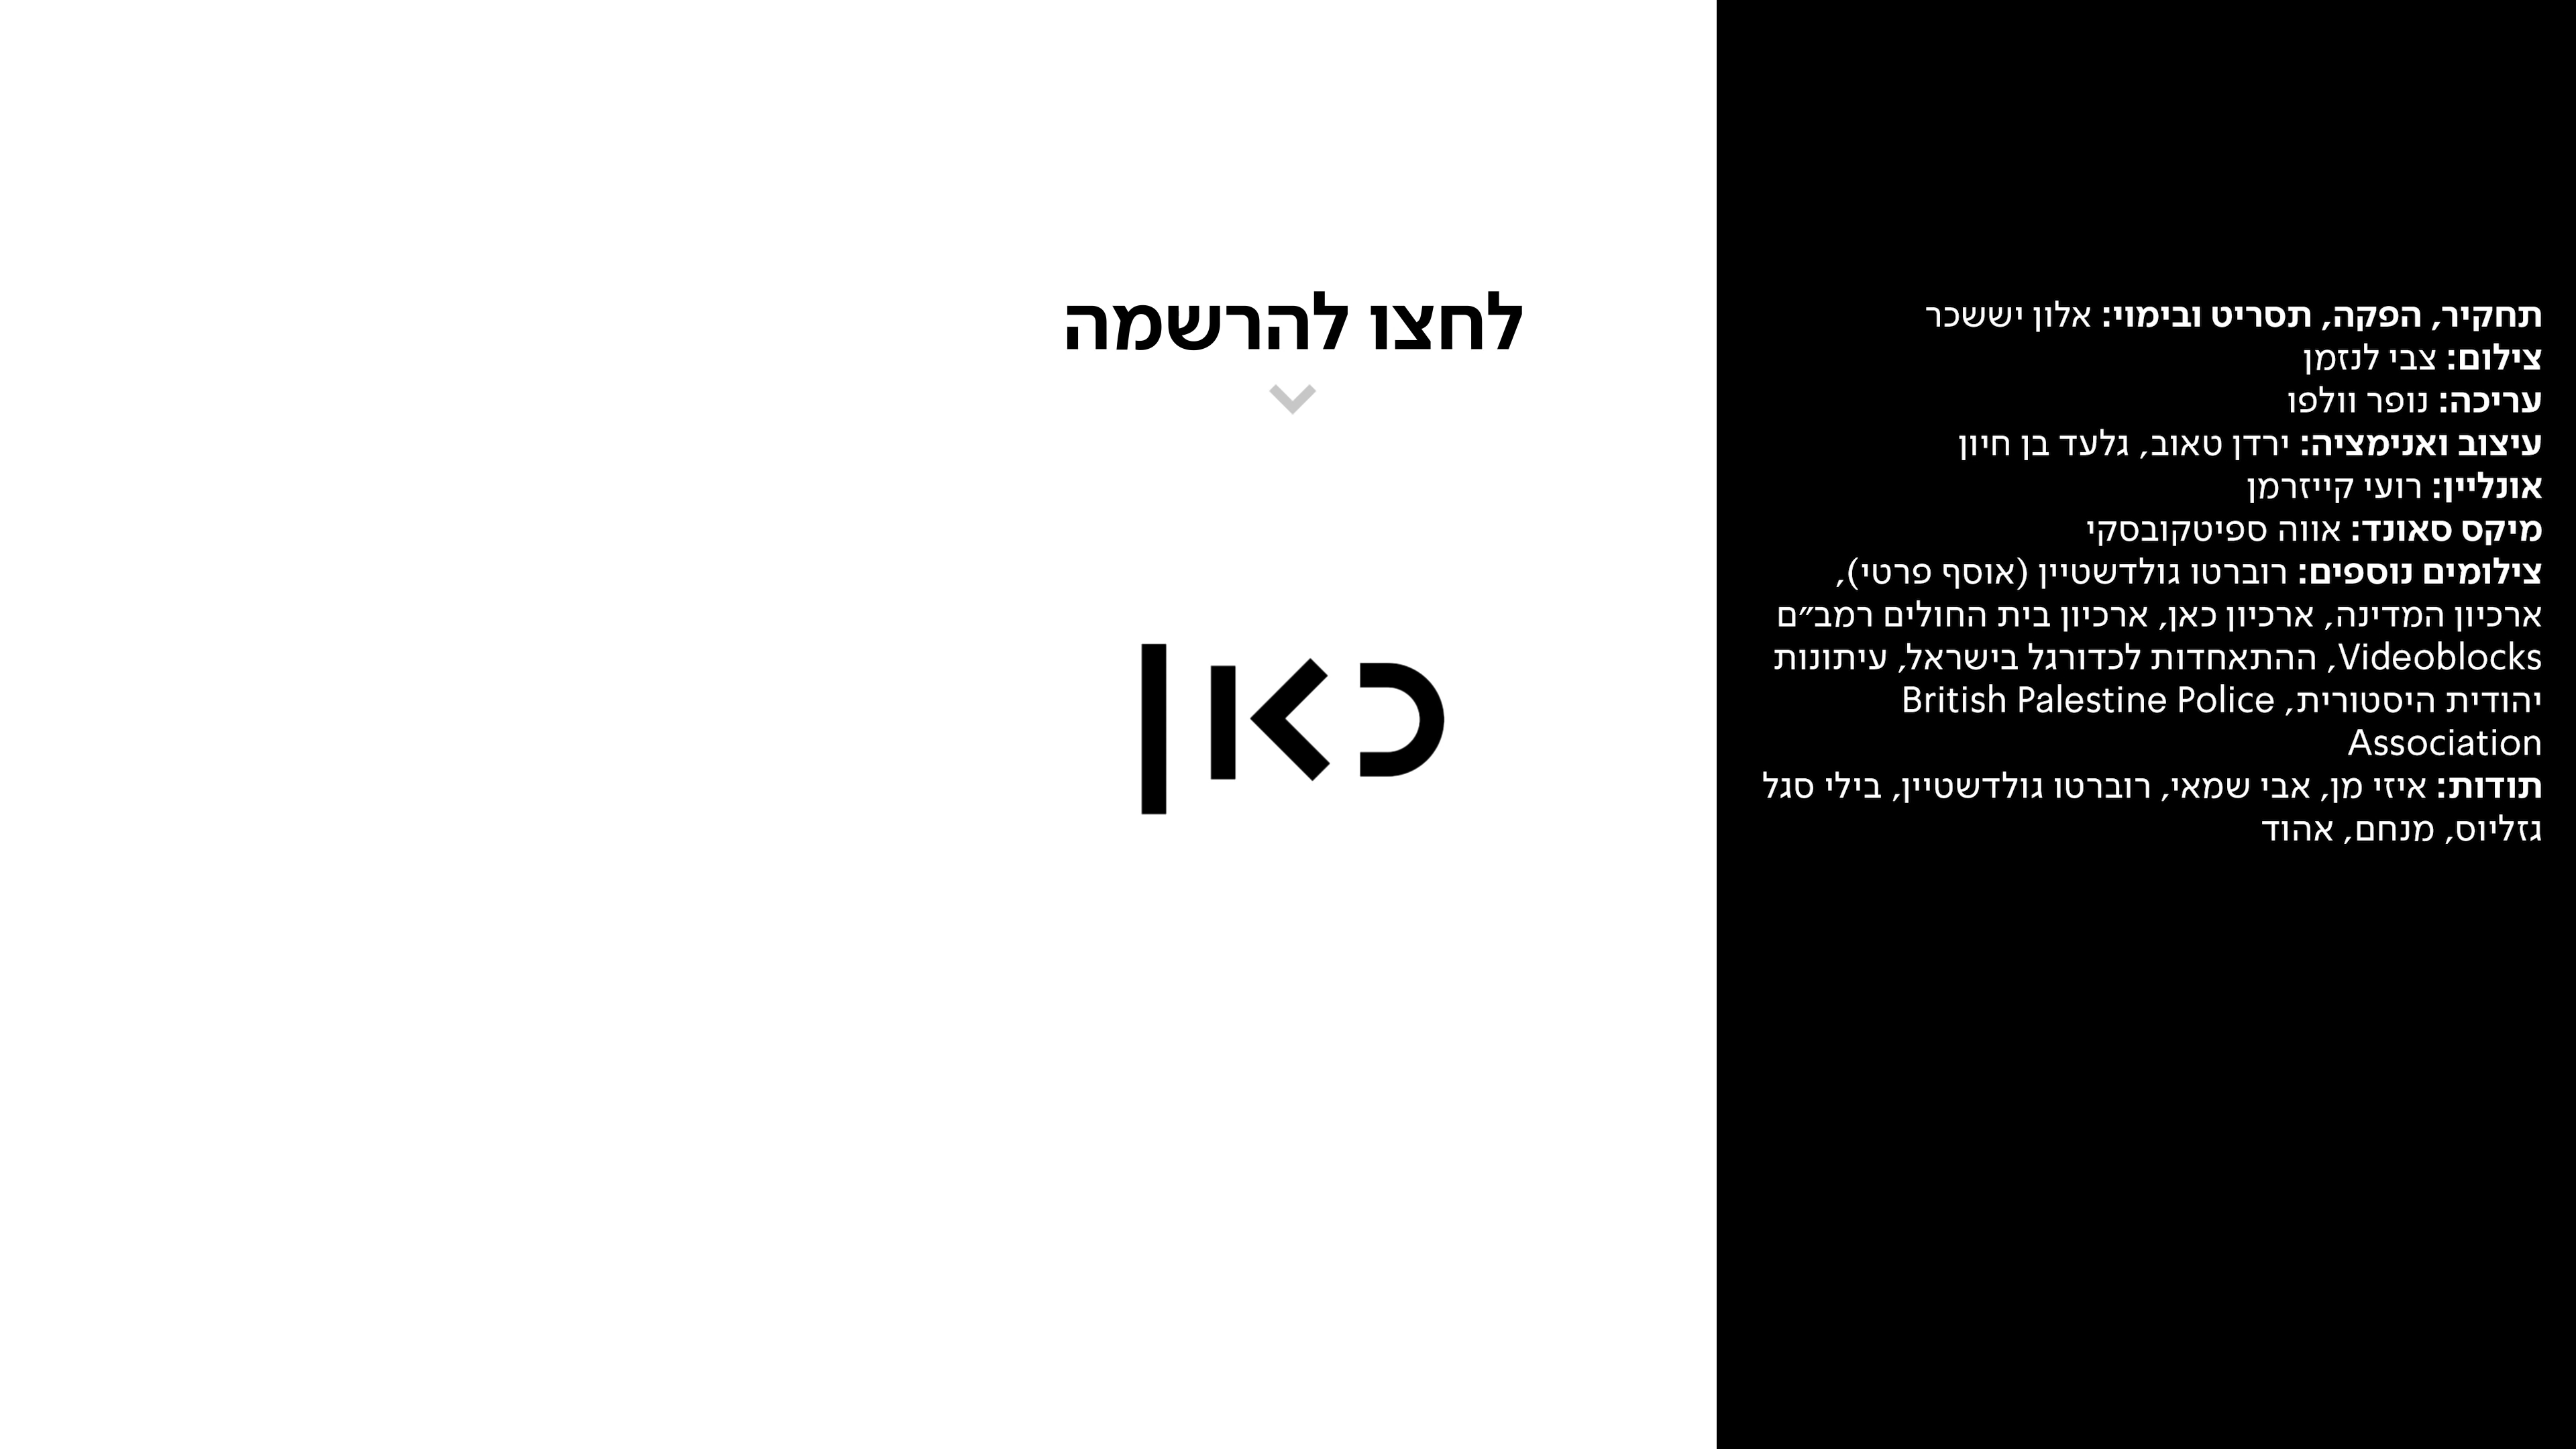 לחצו להרשמה
כאן
תחקיר, הפקה, תסריט ובימוי: אלון יששכר
צילום: צבי לנזמן
עריכה: נופר וולפו
עיצוב ואנימציה: ירדן טאוב, גלעד בן חיון
אונליין: רועי קייזרמן
מיקס סאונד: אווה ספיטקובסקי
צילומים נוספים: רוברטו גולדשטיין (אוסף פרטי),
ארכיון המדינה, ארכיון כאן, ארכיון בית החולים רמב״ם
Videoblocks, ההתאחדות לכדורגל בישראל, עיתונות
יהודית היסטורית, British Palestine Police
Association
תודות: איזי מן, אבי שמאי, רוברטו גולדשטיין, בילי סגל
גזליוס, מנחם, אהוד